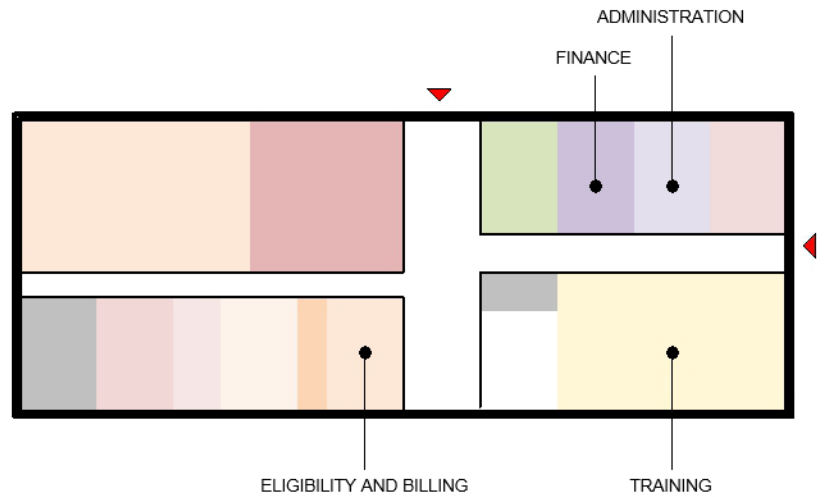 ADMINISTRATION
FINANCE
ELIGIBILITY AND BILLING
TRAINING